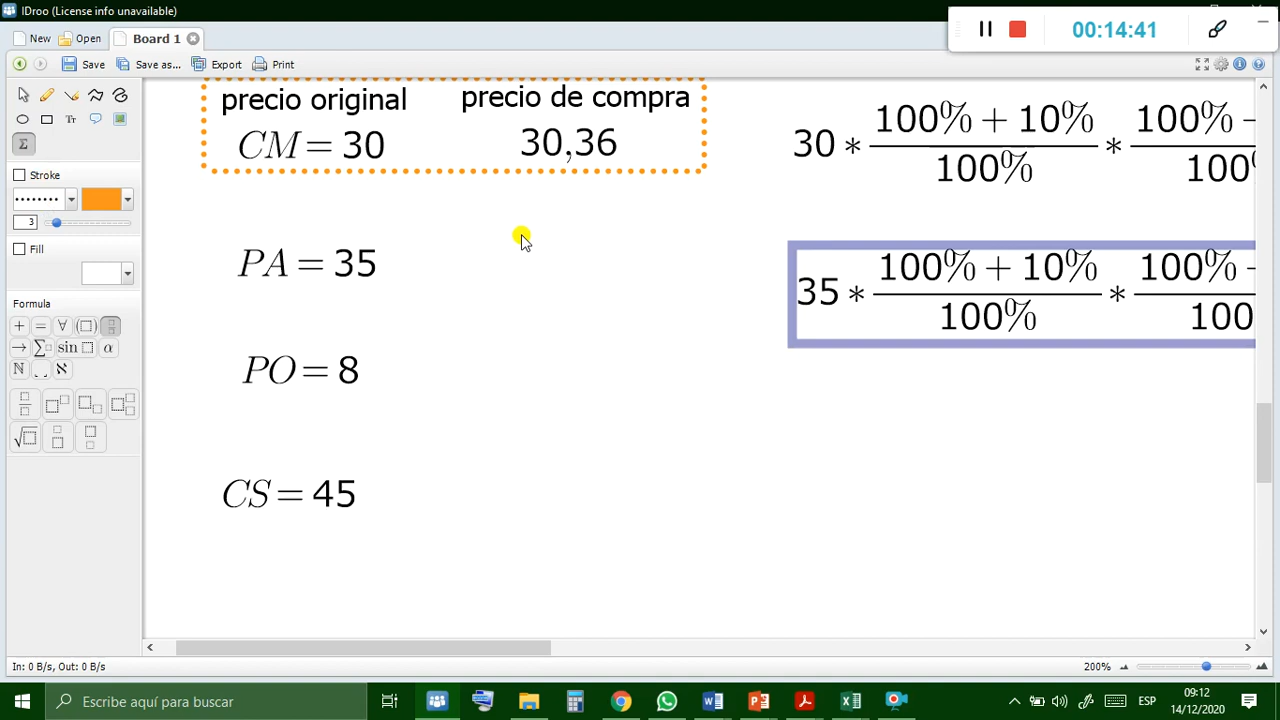 IDroo (License info unavailable)
00:14:41
New Open Board 1
Save Save as... Export Print
precio original precio de compra
CM = 30 30,36
30 * 100% + 10% / 100% * 100% - / 100
Stroke
3
Fill
PA = 35
35 * 100% + 10% / 100% * 100% - / 100
Formula
sin
PO = 8
CS = 45
In: 0 B/s, Out: 0 B/s 200%
Escribe aquí para buscar
ESP
09:12
14/12/2020